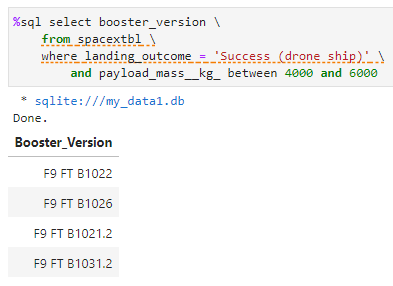 %sql select booster_version \
from spacextbl \
where landing_outcome = 'Success (drone ship)' \
and payload_mass__kg_ between 4000 and 6000
* sqlite:///my_data1.db
Done.
Booster_Version
F9 FT B1022
F9 FT B1026
F9 FT B1021.2
F9 FT B1031.2